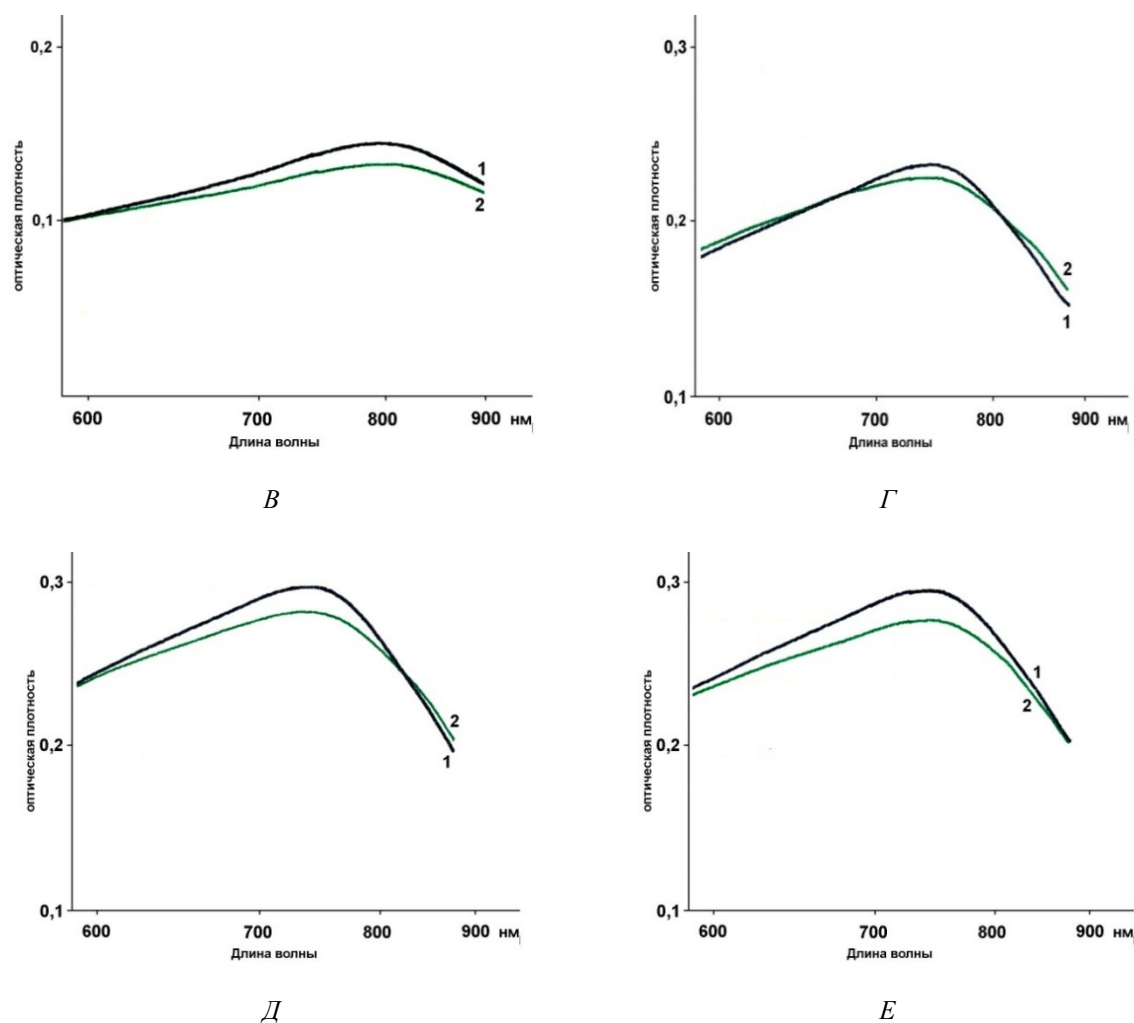 0,2
оптическая плотность
0,1
1
2
600 700 800 900 нм
Длина волны
В
0,3
оптическая плотность
0,2
0,1
2
1
600 700 800 900 нм
Длина волны
Г
0,3
оптическая плотность
0,2
0,1
2
1
600 700 800 900 нм
Длина волны
Д
0,3
оптическая плотность
0,2
0,1
1
2
600 700 800 900 нм
Длина волны
Е